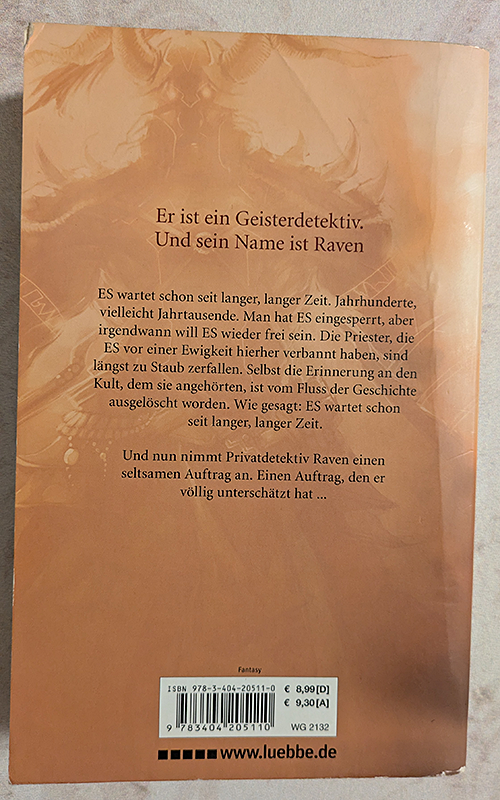 Er ist ein Geisterdetektiv.
Und sein Name ist Raven
ES wartet schon seit langer, langer Zeit. Jahrhunderte,
vielleicht Jahrtausende. Man hat ES eingesperrt, aber
irgendwann will ES wieder frei sein. Die Priester, die
ES vor einer Ewigkeit hierher verbannt haben, sind
längst zu Staub zerfallen. Selbst die Erinnerung an den
Kult, dem sie angehörten, ist vom Fluss der Geschichte
ausgelöscht worden. Wie gesagt: ES wartet schon
seit langer, langer Zeit.
Und nun nimmt Privatdetektiv Raven einen
seltsamen Auftrag an. Einen Auftrag, den er
völlig unterschätzt hat ...
Fantasy
ISBN 978-3-404-20511-0
€ 8,99 [D]
€ 9,30 [A]
9 783404 205110
WG 2132
www.luebbe.de